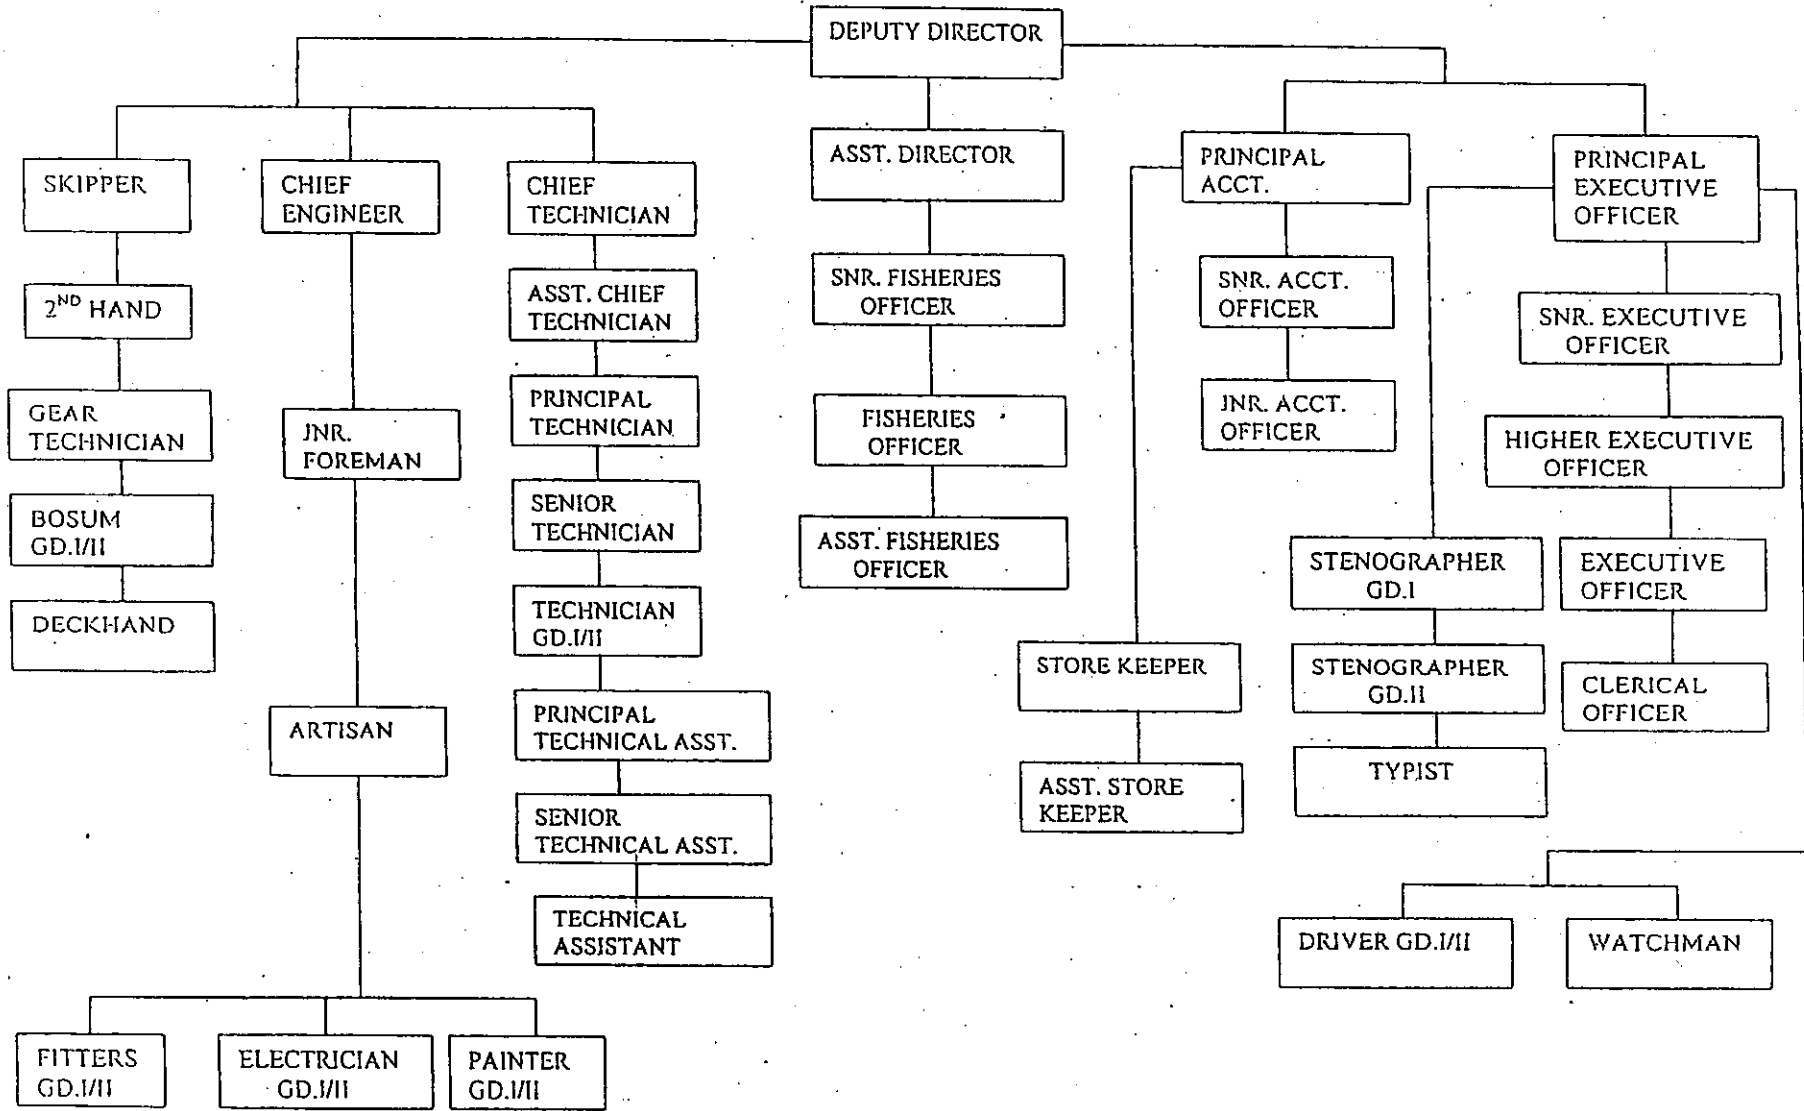 DEPUTY DIRECTOR
SKIPPER
2ND HAND
GEAR
TECHNICIAN
BOSUM
GD.I/II
DECKHAND
CHIEF
ENGINEER
JNR.
FOREMAN
ARTISAN
FITTERS
GD.I/II
ELECTRICIAN
GD.I/II
PAINTER
GD.I/II
CHIEF
TECHNICIAN
ASST. CHIEF
TECHNICIAN
PRINCIPAL
TECHNICIAN
SENIOR
TECHNICIAN
TECHNICIAN
GD.I/II
PRINCIPAL
TECHNICAL ASST.
SENIOR
TECHNICAL ASST.
TECHNICAL
ASSISTANT
ASST. DIRECTOR
SNR. FISHERIES
OFFICER
FISHERIES
OFFICER
ASST. FISHERIES
OFFICER
PRINCIPAL
ACCT.
SNR. ACCT.
OFFICER
JNR. ACCT.
OFFICER
STORE KEEPER
ASST. STORE
KEEPER
PRINCIPAL
EXECUTIVE
OFFICER
SNR. EXECUTIVE
OFFICER
HIGHER EXECUTIVE
OFFICER
EXECUTIVE
OFFICER
CLERICAL
OFFICER
STENOGRAPHER
GD.I
STENOGRAPHER
GD.II
TYPIST
DRIVER GD.I/II
WATCHMAN